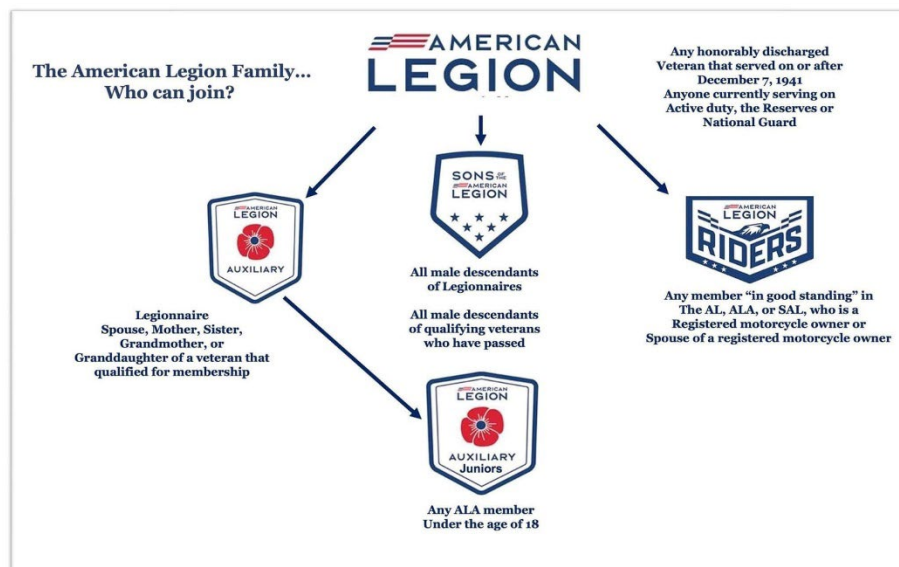 The American Legion Family...
Who can join?
AMERICAN
LEGION
Any honorably discharged
Veteran that served on or after
December 7, 1941
Anyone currently serving on
Active duty, the Reserves or
National Guard
AMERICAN
LEGION
AUXILIARY
Legionnaire
Spouse, Mother, Sister,
Grandmother, or
Granddaughter of a veteran that
qualified for membership
SONS OF THE
AMERICAN
LEGION
All male descendants
of Legionnaires
All male descendants
of qualifying veterans
who have passed
AMERICAN
LEGION
RIDERS
Any member “in good standing” in
The AL, ALA, or SAL, who is a
Registered motorcycle owner or
Spouse of a registered motorcycle owner
AMERICAN
LEGION
AUXILIARY
Juniors
Any ALA member
Under the age of 18